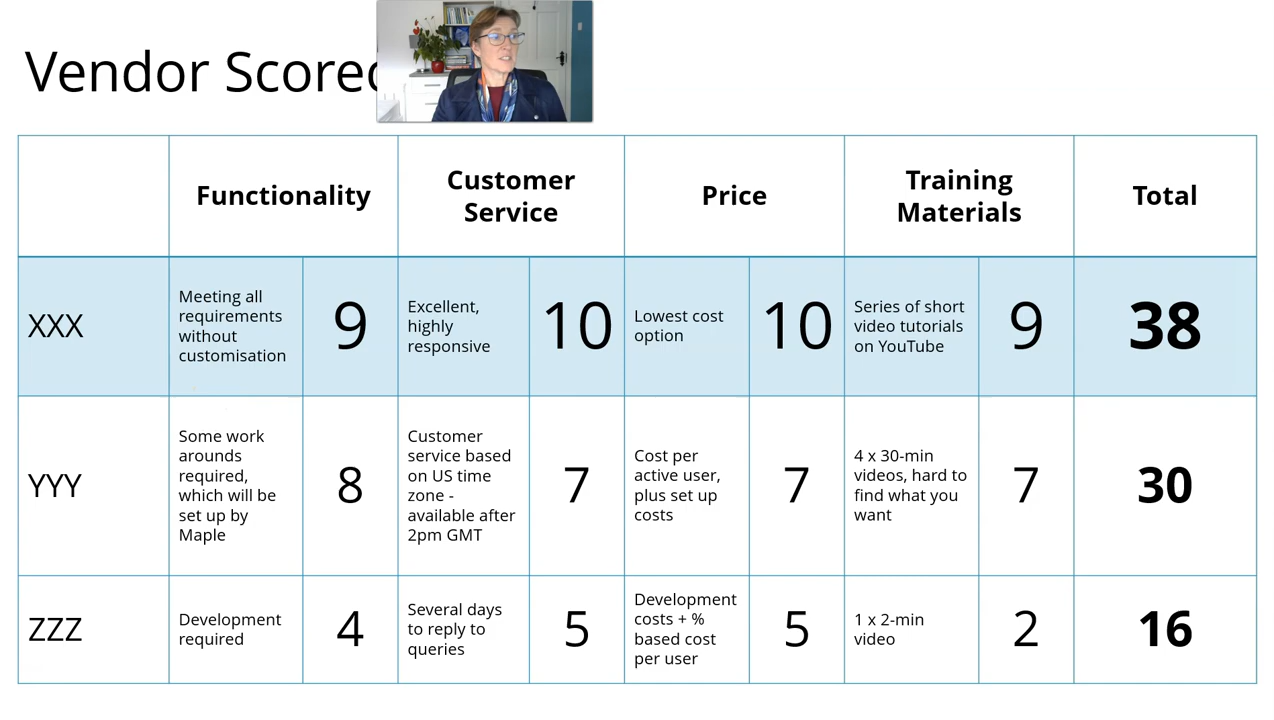 Vendor Scorec
Functionality
Customer
Service
Price
Training
Materials
Total
XXX
Meeting all
requirements
without
customisation
9
Excellent,
highly
responsive
10
Lowest cost
option
10
Series of short
video tutorials
on YouTube
9
38
YYY
Some work
arounds
required,
which will be
set up by
Maple
8
Customer
service based
on US time
zone -
available after
2pm GMT
7
Cost per
active user,
plus set up
costs
7
4 x 30-min
videos, hard to
find what you
want
7
30
ZZZ
Development
required
4
Several days
to reply to
queries
5
Development
costs + %
based cost
per user
5
1 x 2-min
video
2
16